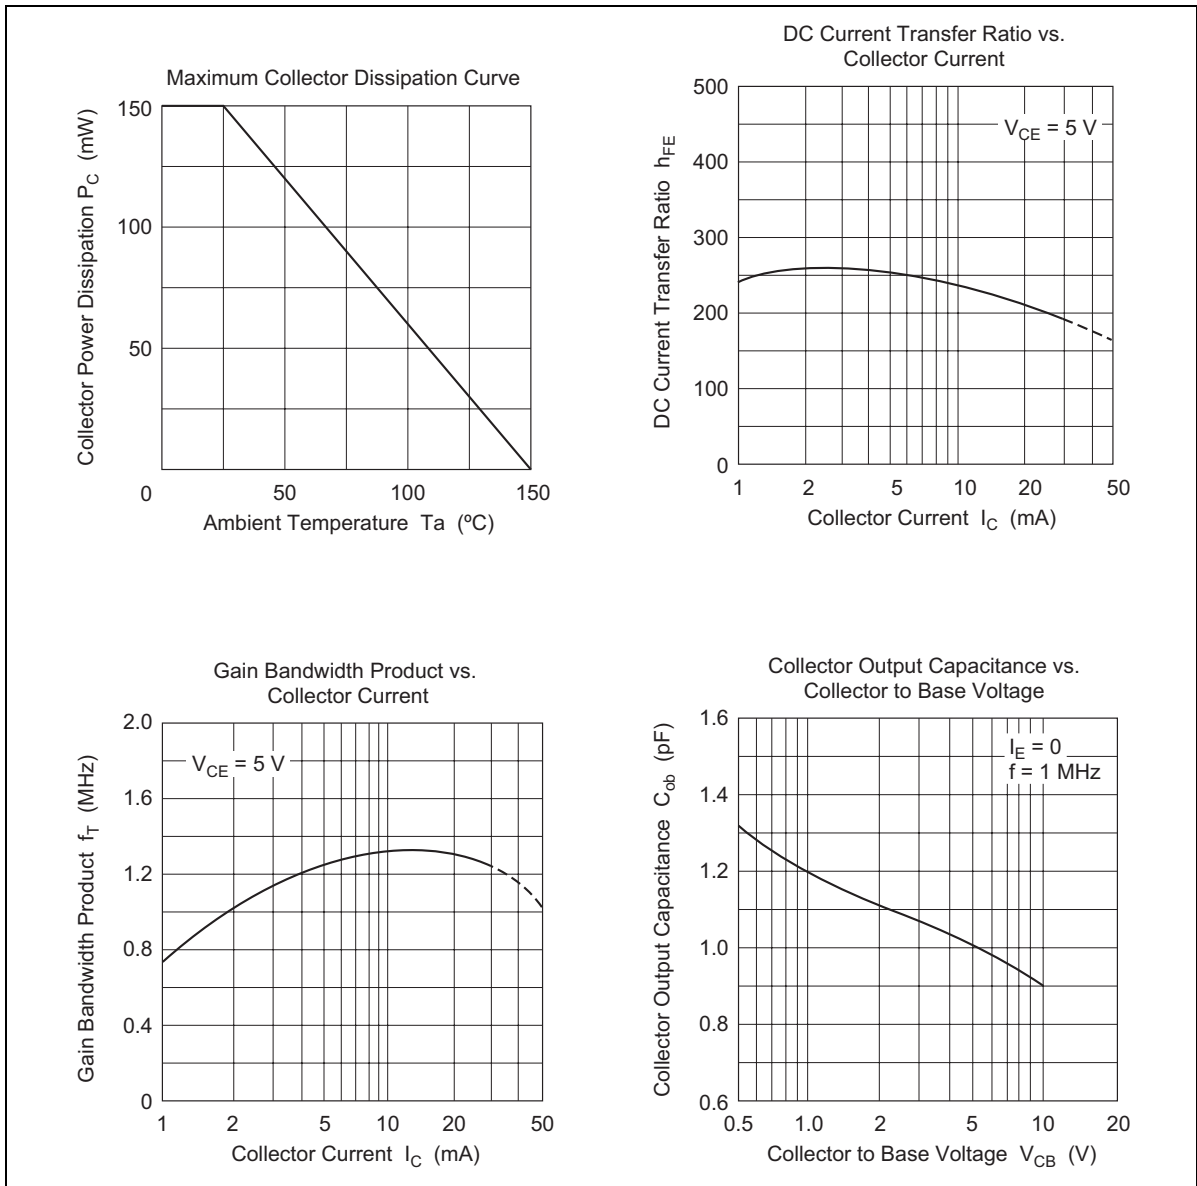 Maximum Collector Dissipation Curve
Collector Power Dissipation P_C (mW)
150
100
50
0
50
100
150
Ambient Temperature Ta (ºC)
DC Current Transfer Ratio vs.
Collector Current
DC Current Transfer Ratio h_FE
500
400
300
200
100
0
V_CE = 5 V
1
2
5
10
20
50
Collector Current I_C (mA)
Gain Bandwidth Product vs.
Collector Current
Gain Bandwidth Product f_T (MHz)
2.0
1.6
1.2
0.8
0.4
0
V_CE = 5 V
1
2
5
10
20
50
Collector Current I_C (mA)
Collector Output Capacitance vs.
Collector to Base Voltage
Collector Output Capacitance C_ob (pF)
1.6
1.4
1.2
1.0
0.8
0.6
I_E = 0
f = 1 MHz
0.5
1.0
2
5
10
20
Collector to Base Voltage V_CB (V)